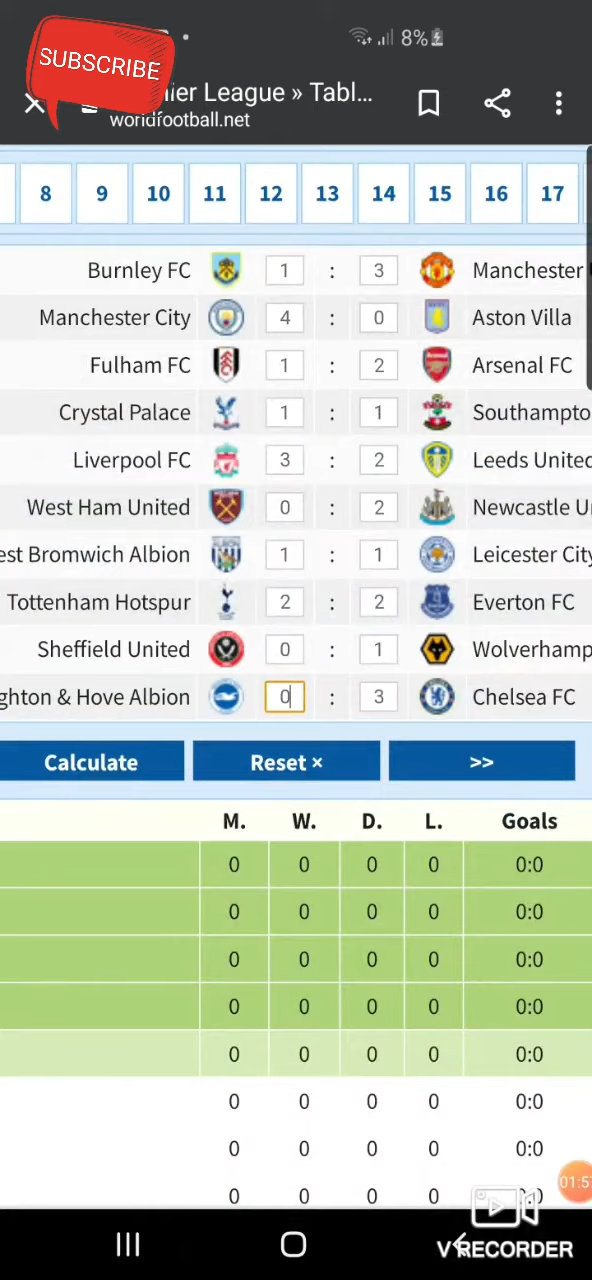 SUBSCRIBE
8%
ier League » Tabl...
worldfootball.net
8 9 10 11 12 13 14 15 16 17
Burnley FC 1 : 3 Manchester
Manchester City 4 : 0 Aston Villa
Fulham FC 1 : 2 Arsenal FC
Crystal Palace 1 : 1 Southampto
Liverpool FC 3 : 2 Leeds United
West Ham United 0 : 2 Newcastle U
est Bromwich Albion 1 : 1 Leicester City
Tottenham Hotspur 2 : 2 Everton FC
Sheffield United 0 : 1 Wolverhamp
ghton & Hove Albion 0 : 3 Chelsea FC
Calculate Reset × >>
M. W. D. L. Goals
0 0 0 0 0:0
0 0 0 0 0:0
0 0 0 0 0:0
0 0 0 0 0:0
0 0 0 0 0:0
0 0 0 0 0:0
0 0 0 0 0:0
0 0 0 0
01:5
V RECORDER